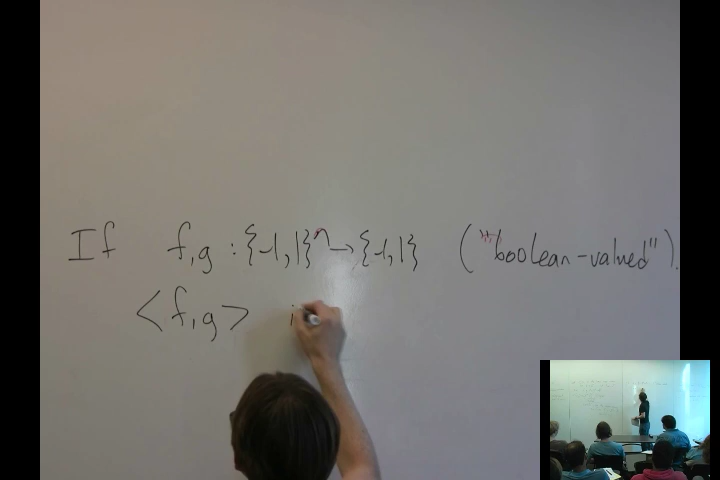 If f,g : {-1,1}^n → {-1,1} ("boolean-valued").
<f,g> i